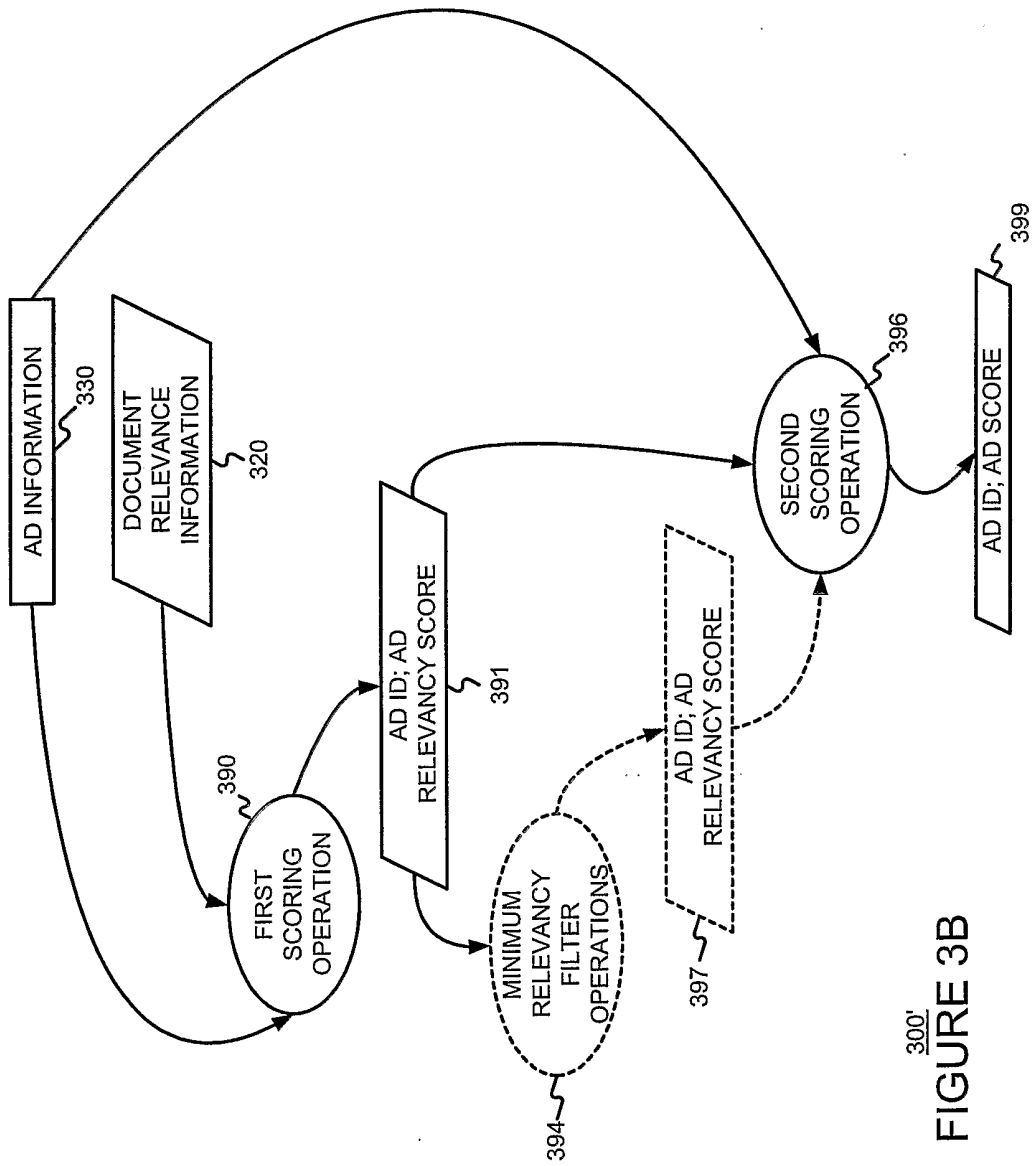 AD INFORMATION
330
DOCUMENT
RELEVANCE
INFORMATION
320
390
FIRST
SCORING
OPERATION
AD ID; AD
RELEVANCY SCORE
391
MINIMUM
RELEVANCY
FILTER
OPERATIONS
394
AD ID; AD
RELEVANCY SCORE
397
SECOND
SCORING
OPERATION
396
AD ID; AD SCORE
399
300'
FIGURE 3B